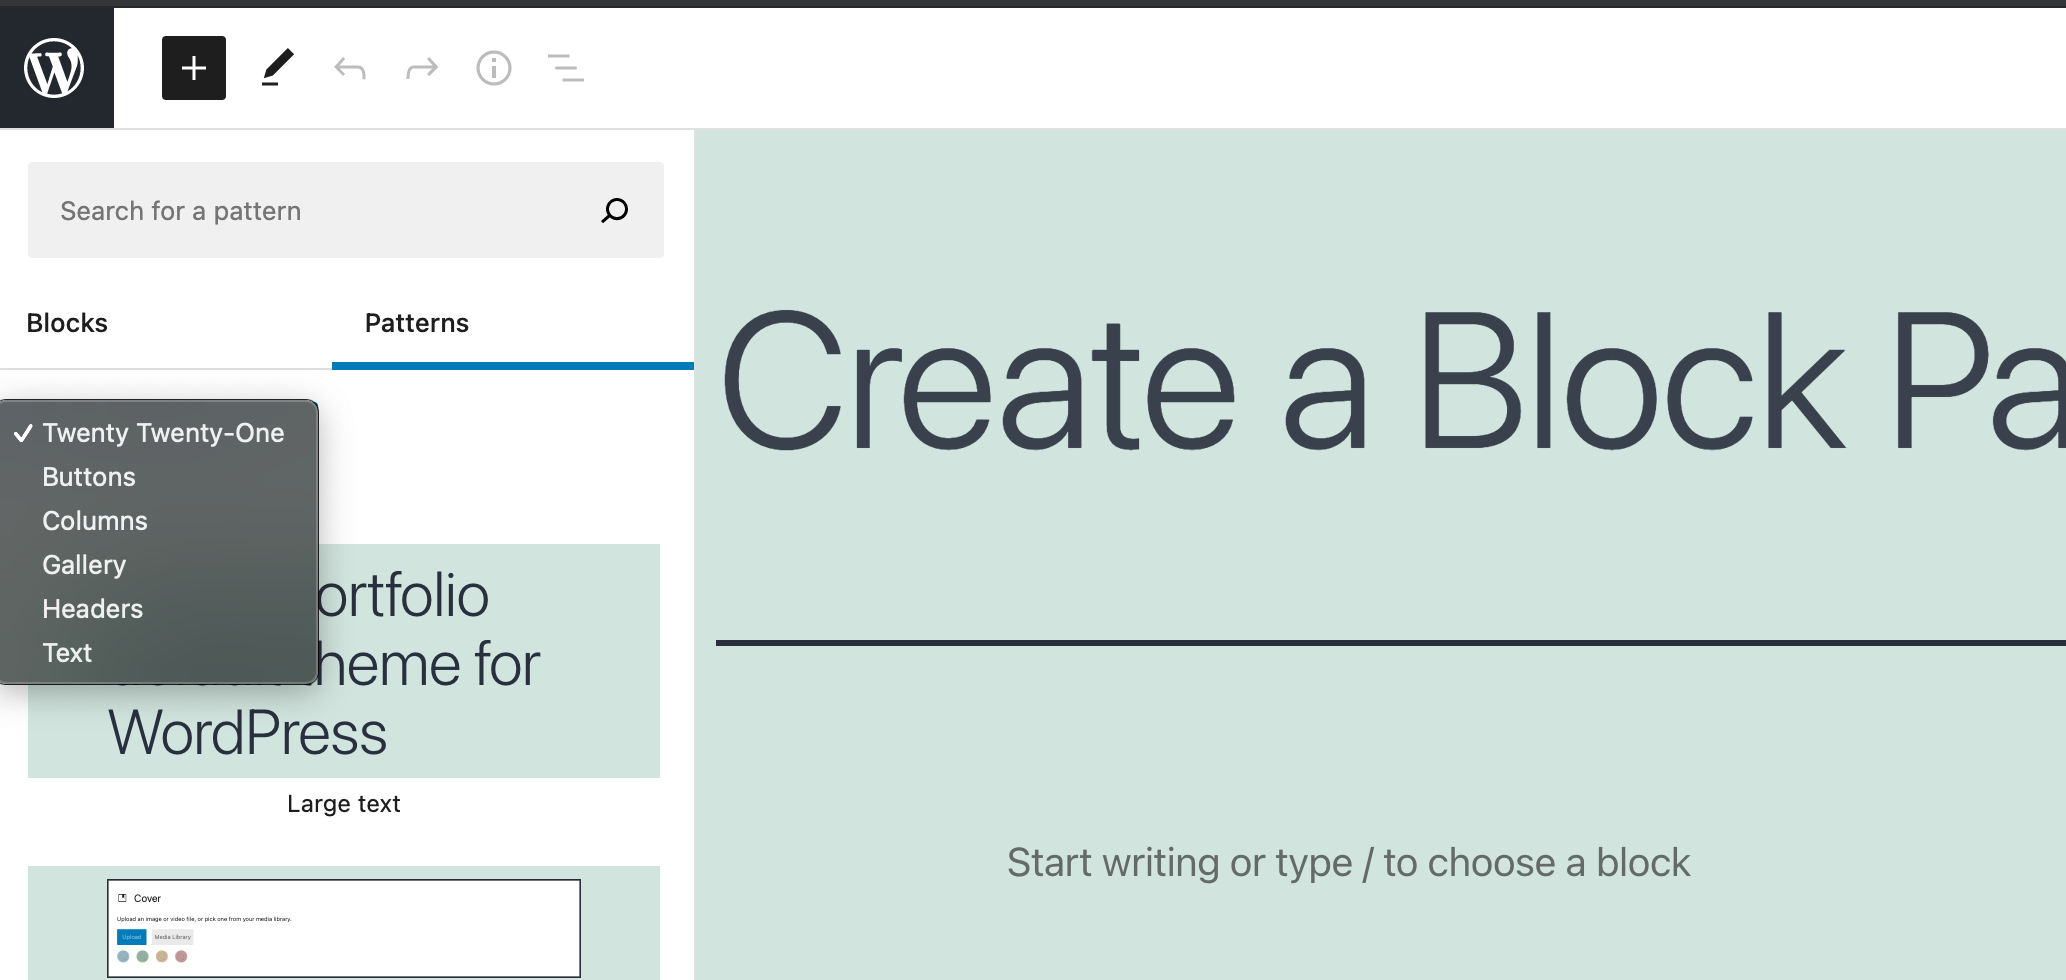 Search for a pattern
Blocks
Patterns
✓ Twenty Twenty-One
Buttons
Columns
Gallery
Headers
Text
ortfolio
heme for
WordPress
Large text
Cover
Upload an image or video file, or pick one from your media library.
Upload
Media Library
Create a Block Pa
Start writing or type / to choose a block